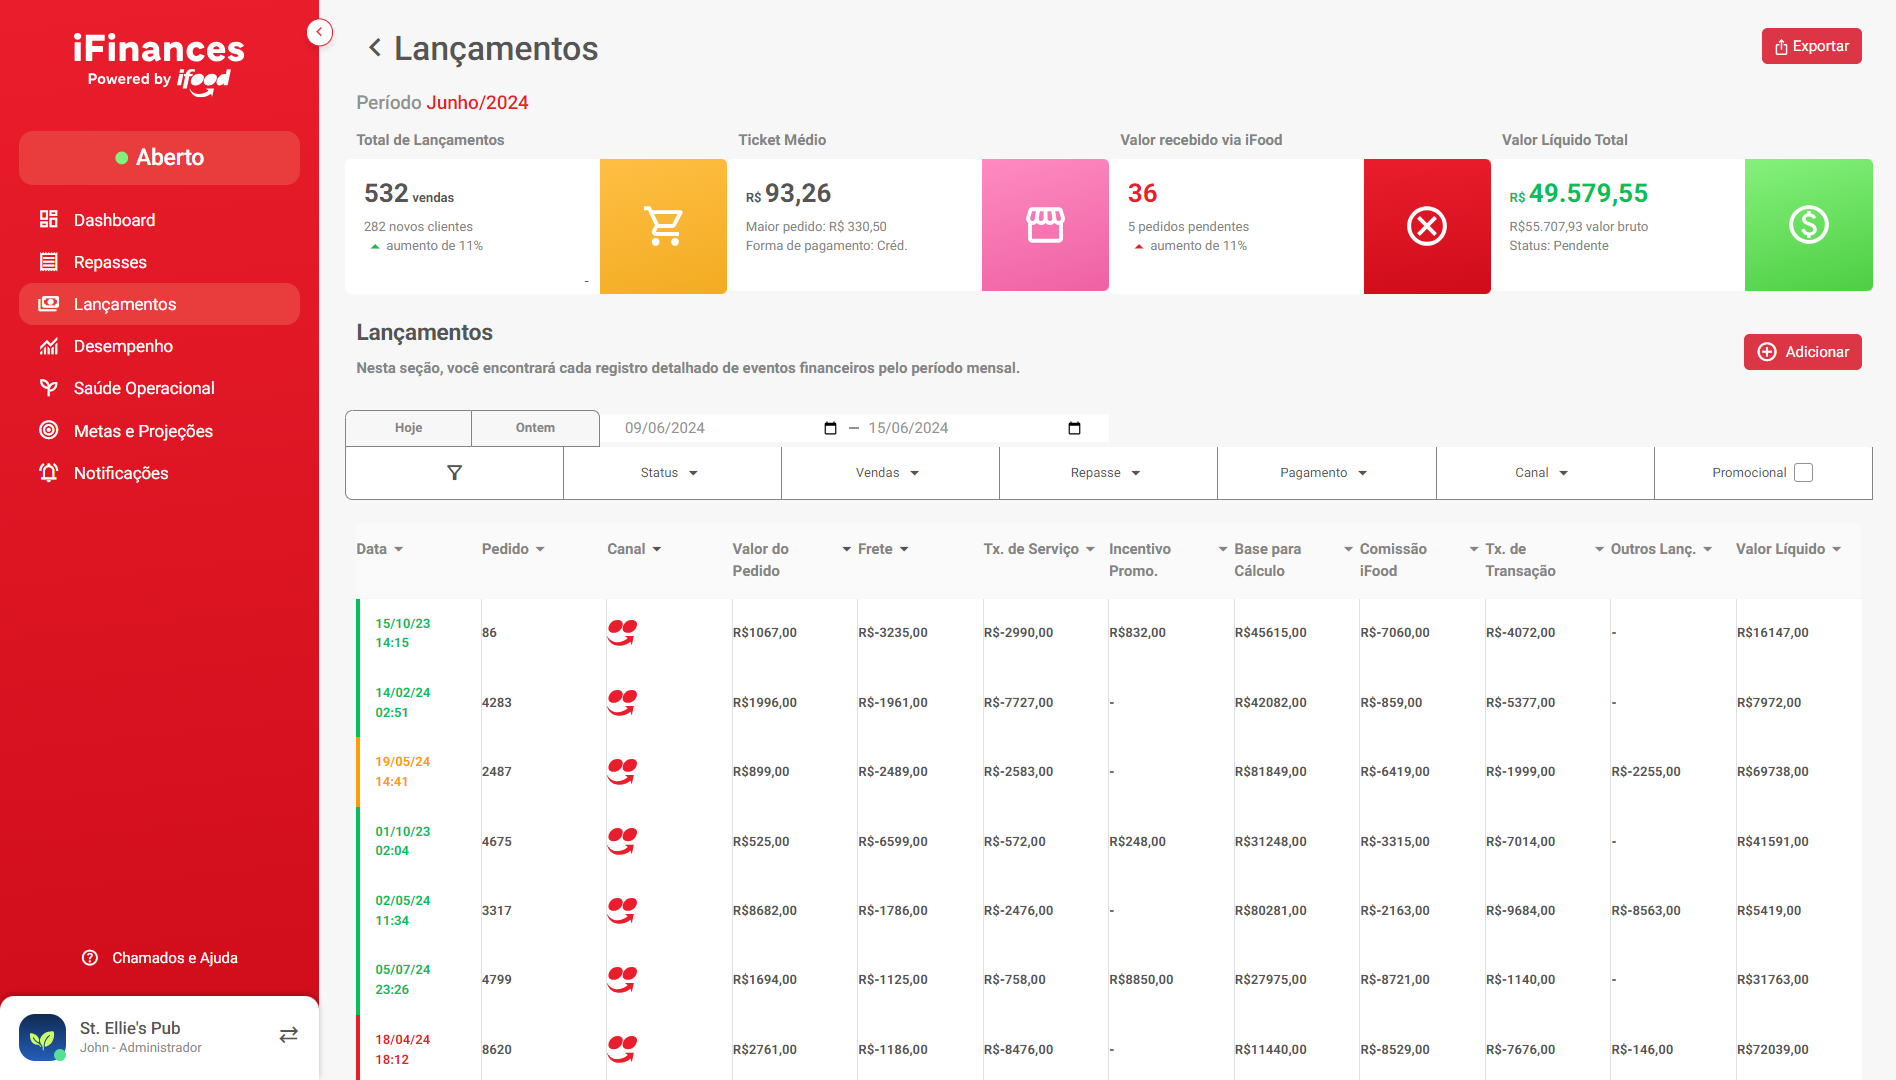 iFinances
Powered by ifood
Aberto
Dashboard
Repasses
Lançamentos
Desempenho
Saúde Operacional
Metas e Projeções
Notificações
Chamados e Ajuda
St. Ellie's Pub
John - Administrador
Lançamentos
Exportar
Período Junho/2024
Total de Lançamentos
532 vendas
282 novos clientes
aumento de 11%
-
Ticket Médio
R$ 93,26
Maior pedido: R$ 330,50
Forma de pagamento: Créd.
Valor recebido via iFood
36
5 pedidos pendentes
aumento de 11%
Valor Líquido Total
R$ 49.579,55
R$55.707,93 valor bruto
Status: Pendente
Lançamentos
Nesta seção, você encontrará cada registro detalhado de eventos financeiros pelo período mensal.
Adicionar
Hoje Ontem 09/06/2024 – 15/06/2024
Status Vendas Repasse Pagamento Canal Promocional
Data Pedido Canal Valor do Pedido Frete Tx. de Serviço Incentivo Promo. Base para Cálculo Comissão iFood Tx. de Transação Outros Lanç. Valor Líquido
15/10/23 14:15 86 R$1067,00 R$-3235,00 R$-2990,00 R$832,00 R$45615,00 R$-7060,00 R$-4072,00 - R$16147,00
14/02/24 02:51 4283 R$1996,00 R$-1961,00 R$-7727,00 - R$42082,00 R$-859,00 R$-5377,00 - R$7972,00
19/05/24 14:41 2487 R$899,00 R$-2489,00 R$-2583,00 - R$81849,00 R$-6419,00 R$-1999,00 R$-2255,00 R$69738,00
01/10/23 02:04 4675 R$525,00 R$-6599,00 R$-572,00 R$248,00 R$31248,00 R$-3315,00 R$-7014,00 - R$41591,00
02/05/24 11:34 3317 R$8682,00 R$-1786,00 R$-2476,00 - R$80281,00 R$-2163,00 R$-9684,00 R$-8563,00 R$5419,00
05/07/24 23:26 4799 R$1694,00 R$-1125,00 R$-758,00 R$8850,00 R$27975,00 R$-8721,00 R$-1140,00 - R$31763,00
18/04/24 18:12 8620 R$2761,00 R$-1186,00 R$-8476,00 - R$11440,00 R$-8529,00 R$-7676,00 R$-146,00 R$72039,00